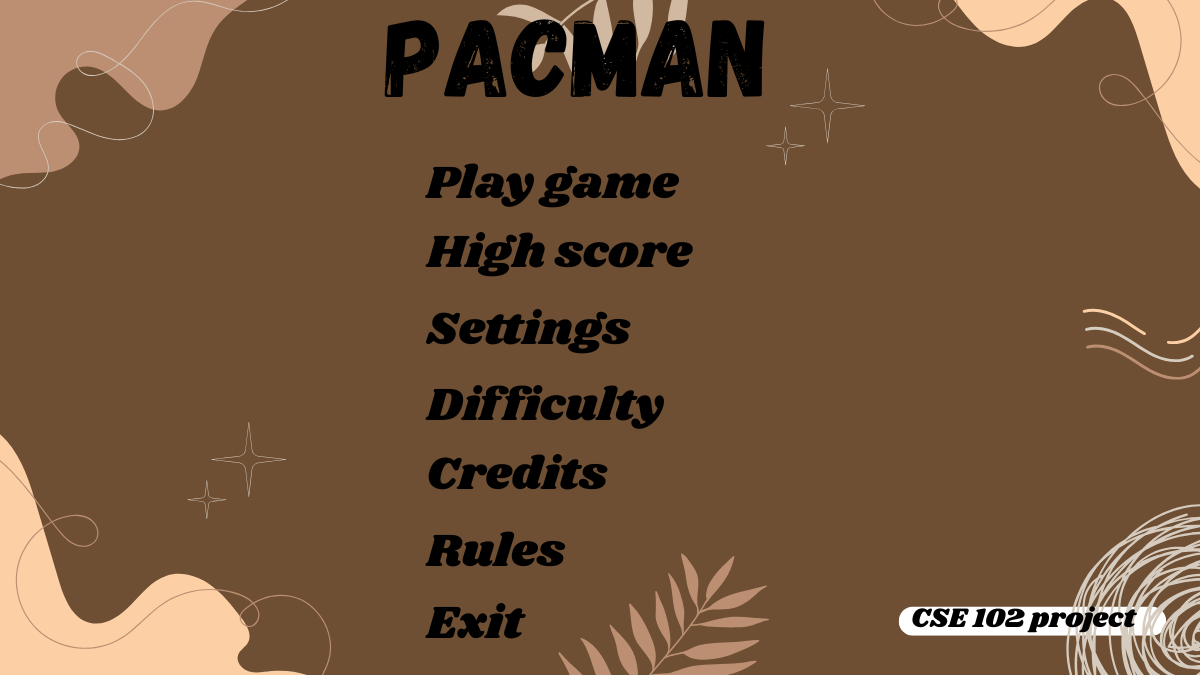 PACMAN
Play game
High score
Settings
Difficulty
Credits
Rules
Exit
CSE 102 project